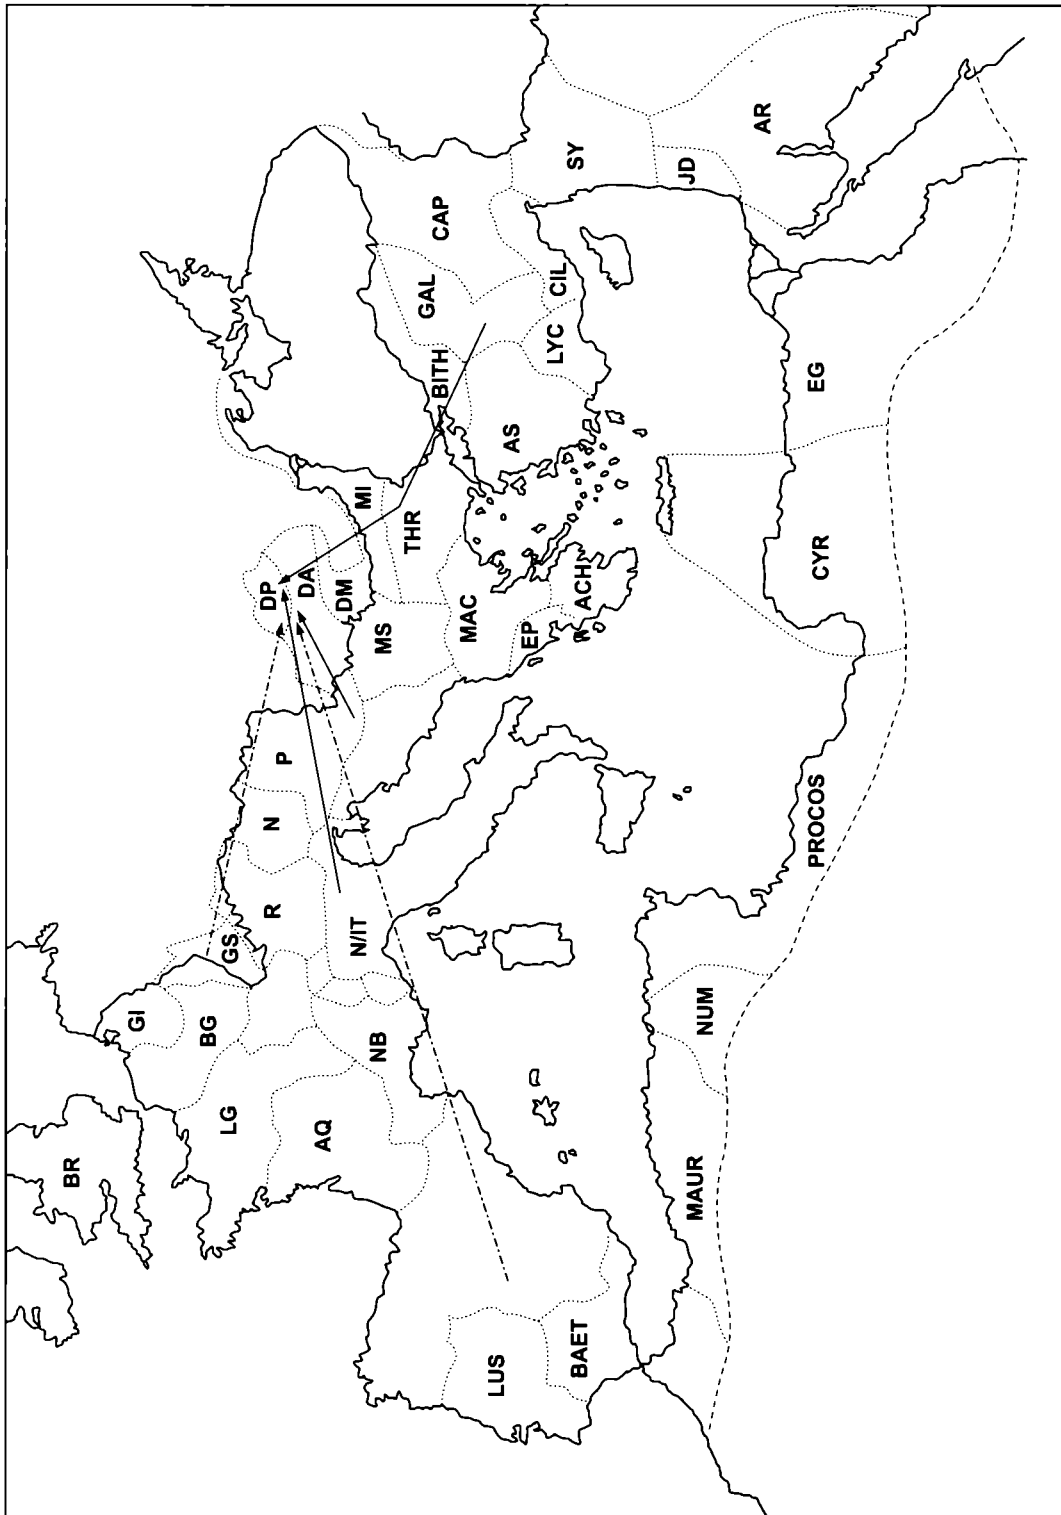 BR
GI
BG
GS
LG
R
N
P
DP
DA
DM
MI
AQ
NB
N/IT
MS
THR
MAC
EP
ACH
BITH
GAL
CAP
AS
LYC
CIL
SY
JD
AR
LUS
BAET
MAUR
NUM
PROCOS
CYR
EG